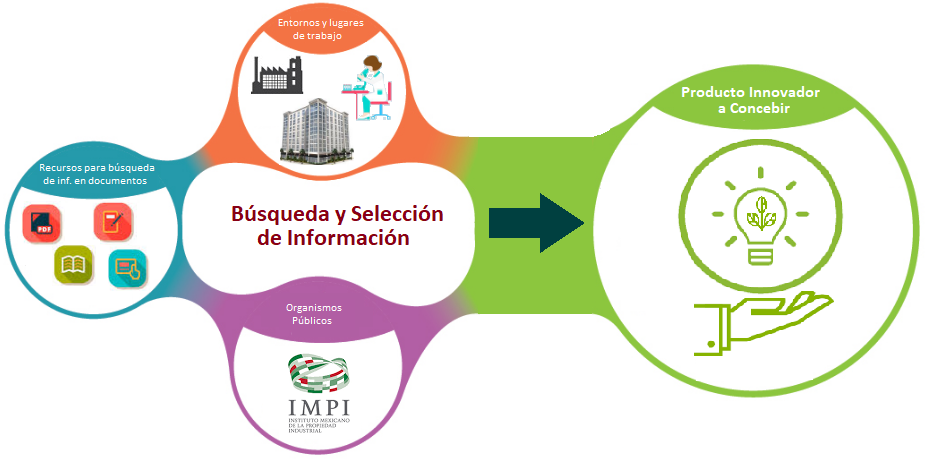 Entornos y lugares
de trabajo
Recursos para búsqueda
de inf. en documentos
PDF
Búsqueda y Selección
de Información
Organismos
Públicos
IMPI
INSTITUTO MEXICANO
DE LA PROPIEDAD
INDUSTRIAL
Producto Innovador
a Concebir